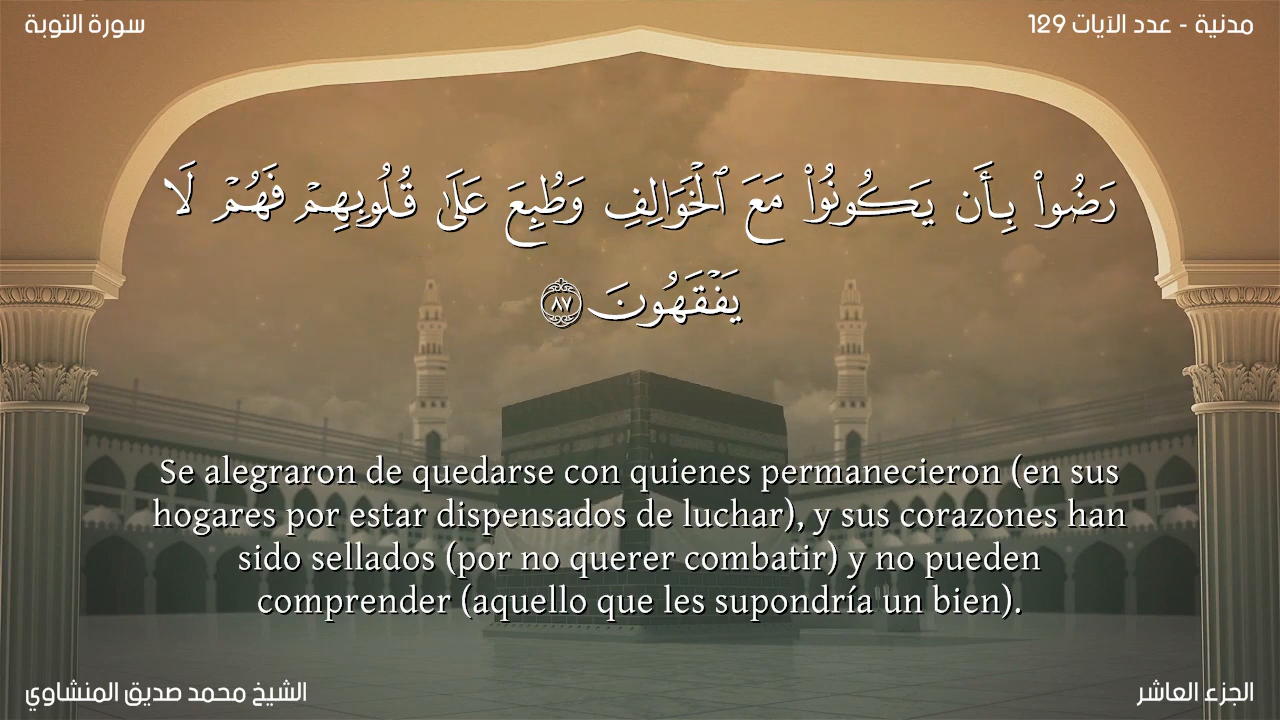 سورة التوبة
مدنية - عدد الآيات 129
رَضُوا۟ بِأَن يَكُونُوا۟ مَعَ ٱلْخَوَالِفِ وَطُبِعَ عَلَىٰ قُلُوبِهِمْ فَهُمْ لَا
يَفْقَهُونَ ٨٧
Se alegraron de quedarse con quienes permanecieron (en sus
hogares por estar dispensados de luchar), y sus corazones han
sido sellados (por no querer combatir) y no pueden
comprender (aquello que les supondría un bien).
الشيخ محمد صديق المنشاوي
الجزء العاشر